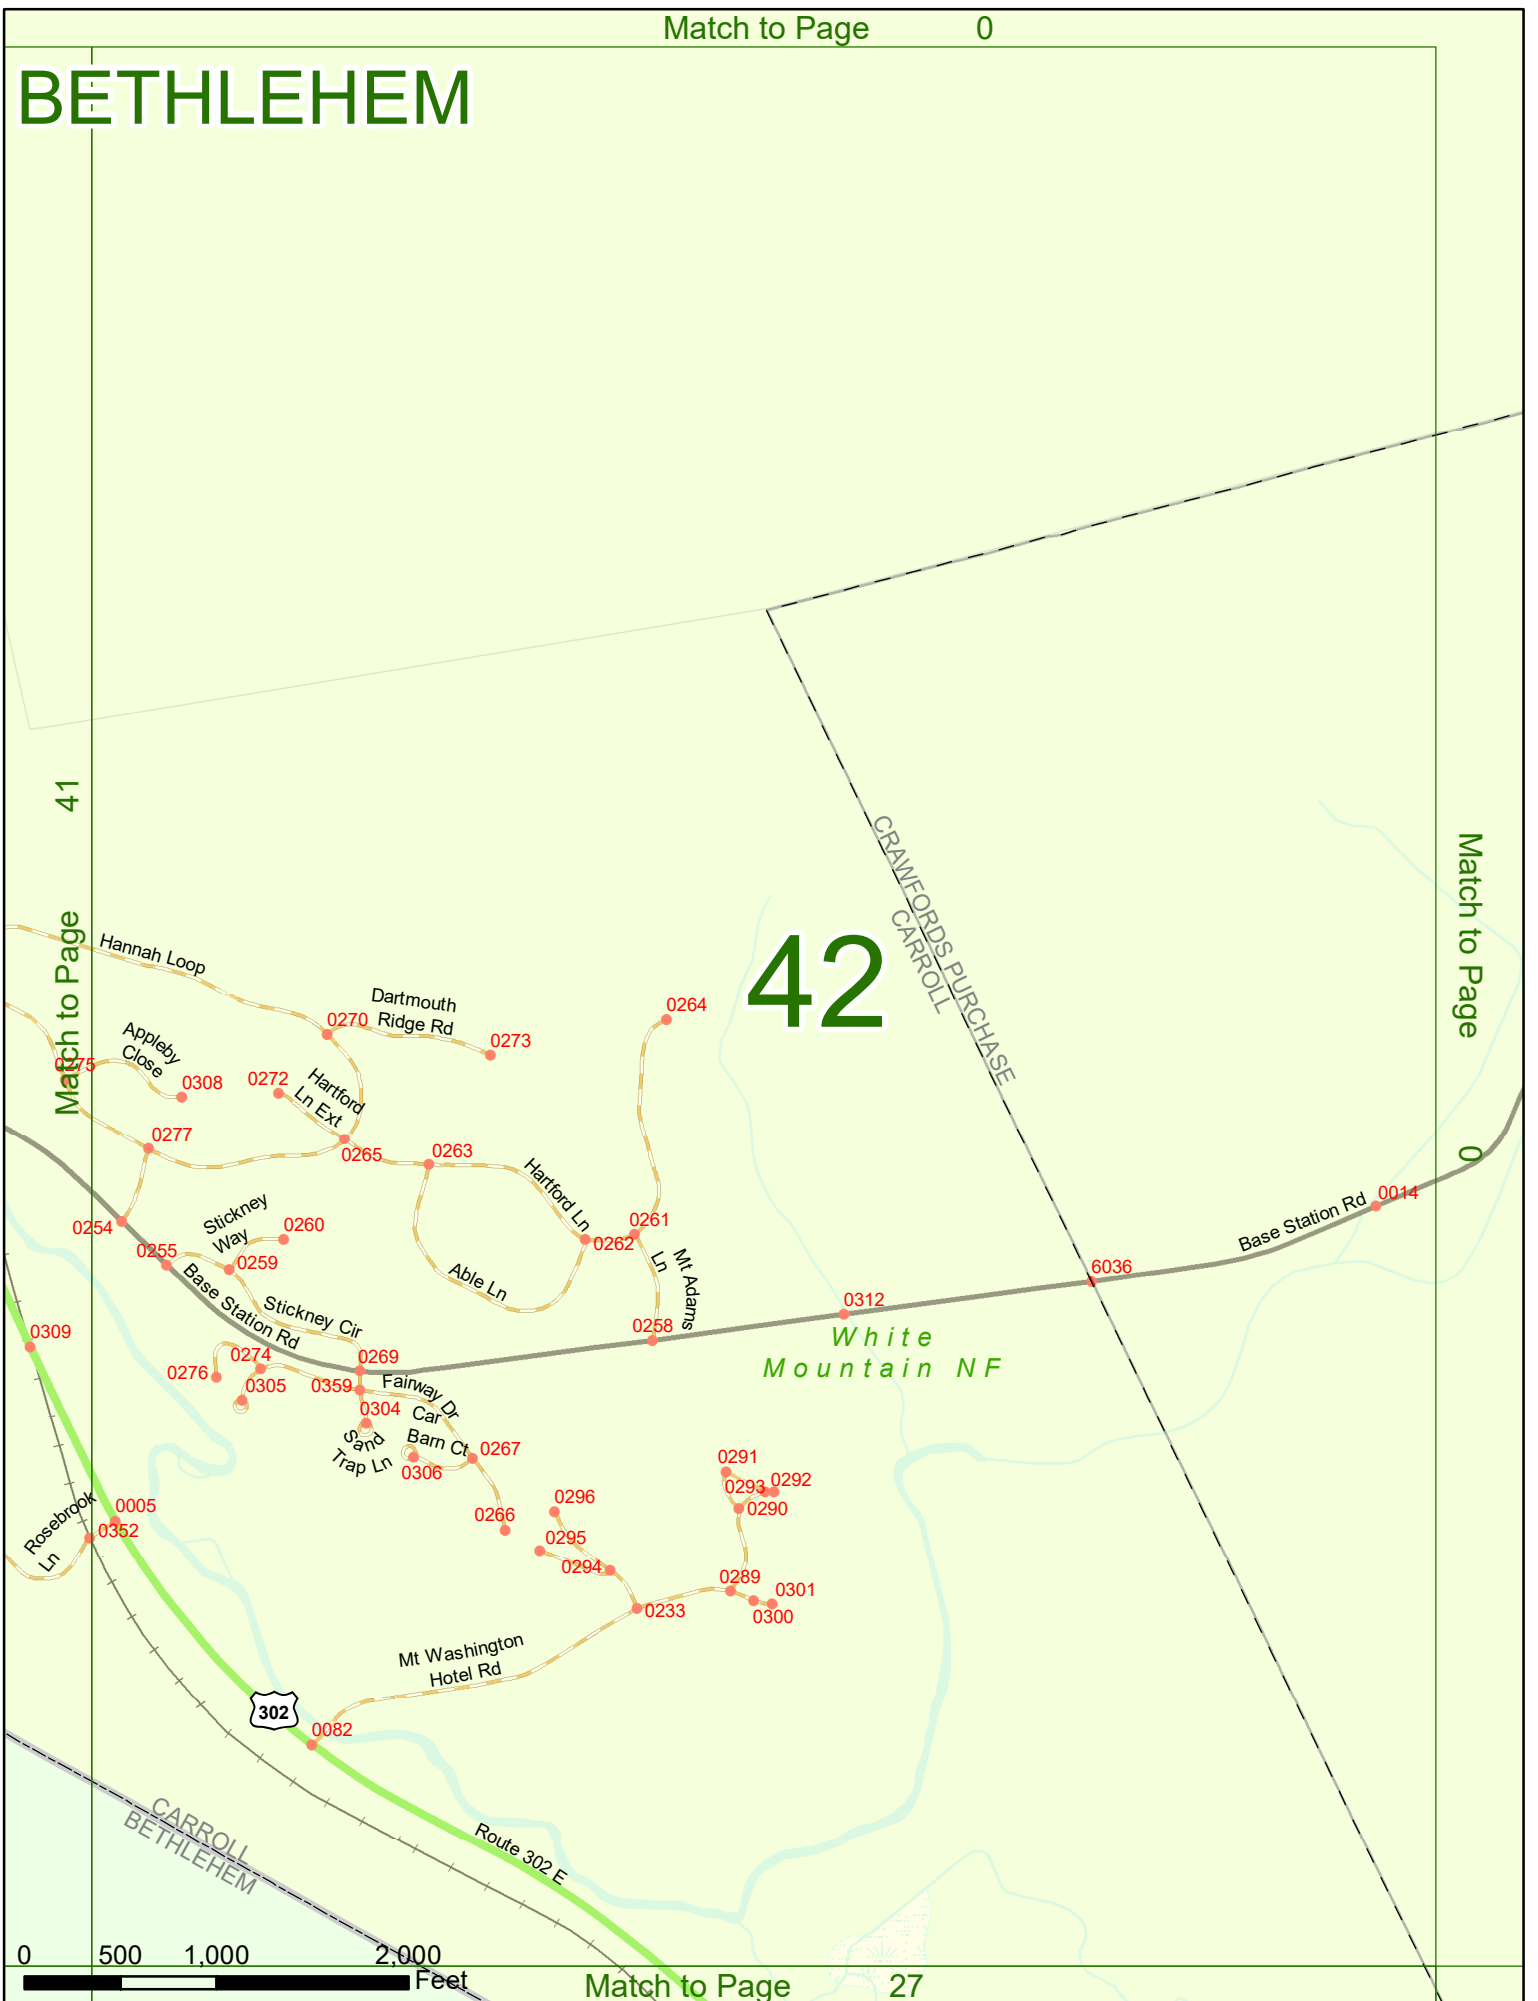 Match to Page 0
BETHLEHEM
Match to Page 41
Match to Page 0
42
CRAWFORDS PURCHASE
CARROLL
Hannah Loop
Dartmouth
Ridge Rd
0270
0273
0264
Appleby
Close
0275
0308
0272
Hartford
Ln Ext
0277
0265
0263
Hartford Ln
0014
Stickney
Way
0254
0260
0261
0262
0255
0259
Base Station Rd
Mt Adams
Ln
Able Ln
6036
Base Station Rd
Stickney Cir
0312
0258
White
Mountain NF
0309
0274
0269
0276
0359
Fairway Dr
0305
0304
Car
Barn Ct
Sand
Trap Ln
0267
0306
0291
0293
0292
0296
0290
Rosebrook
Ln
0005
0352
0266
0295
0294
0289
0301
0300
0233
Mt Washington
Hotel Rd
302
0082
Route 302 E
CARROLL
BETHLEHEM
0 500 1,000 2,000
Feet
Match to Page 27